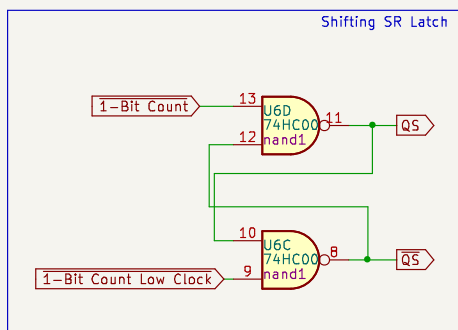 Shifting SR Latch
1-Bit Count
13
U6D
74HC00
nand1
12
11
QS
10
U6C
74HC00
nand1
9
8
QS
1-Bit Count Low Clock